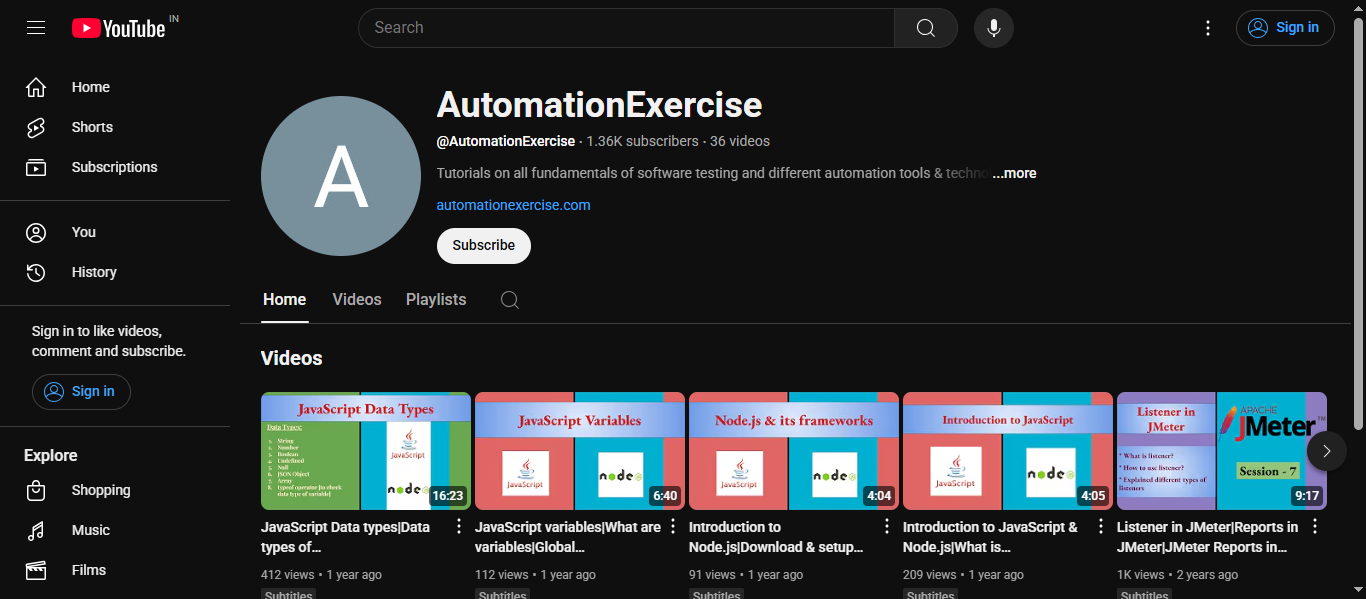 YouTube IN
Search
Sign in
Home
Shorts
Subscriptions
You
History
Sign in to like videos,
comment and subscribe.
Sign in
Explore
Shopping
Music
Films
A
AutomationExercise
@AutomationExercise · 1.36K subscribers · 36 videos
Tutorials on all fundamentals of software testing and different automation tools & techno ...more
automationexercise.com
Subscribe
Home Videos Playlists
Videos
JavaScript Data Types
Data Types:
1. String
2. Number
3. Boolean
4. Undefined
5. Null
6. JSON Object
7. Array
8. typeof operator [to check
data type of variable]
JavaScript
node
16:23
JavaScript Data types|Data
types of...
412 views • 1 year ago
Subtitles
JavaScript Variables
JavaScript
node
6:40
JavaScript variables|What are
variables|Global...
112 views • 1 year ago
Subtitles
Node.js & its frameworks
JavaScript
node
4:04
Introduction to
Node.js|Download & setup...
91 views • 1 year ago
Subtitles
Introduction to JavaScript
JavaScript
node
4:05
Introduction to JavaScript &
Node.js|What is...
209 views • 1 year ago
Subtitles
Listener in
JMeter
* What is listener?
* How to use listener?
* Explained different types of
listeners
APACHE
JMeter™
Session - 7
9:17
Listener in JMeter|Reports in
JMeter|JMeter Reports in...
1K views • 2 years ago
Subtitles